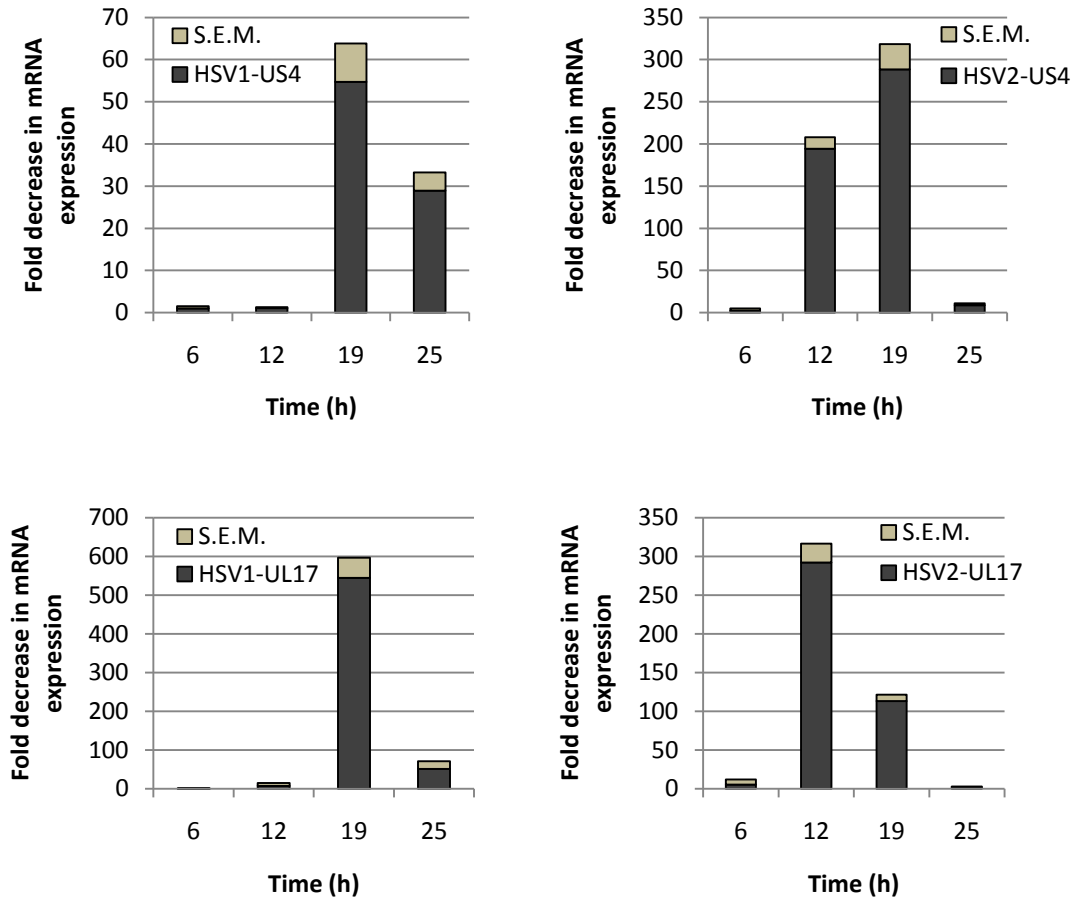 Fold decrease in mRNA
expression
70
60
50
40
30
20
10
0
S.E.M.
HSV1-US4
6 12 19 25
Time (h)
Fold decrease in mRNA
expression
350
300
250
200
150
100
50
0
S.E.M.
HSV2-US4
6 12 19 25
Time (h)
Fold decrease in mRNA
expression
700
600
500
400
300
200
100
0
S.E.M.
HSV1-UL17
6 12 19 25
Time (h)
Fold decrease in mRNA
expression
350
300
250
200
150
100
50
0
S.E.M.
HSV2-UL17
6 12 19 25
Time (h)